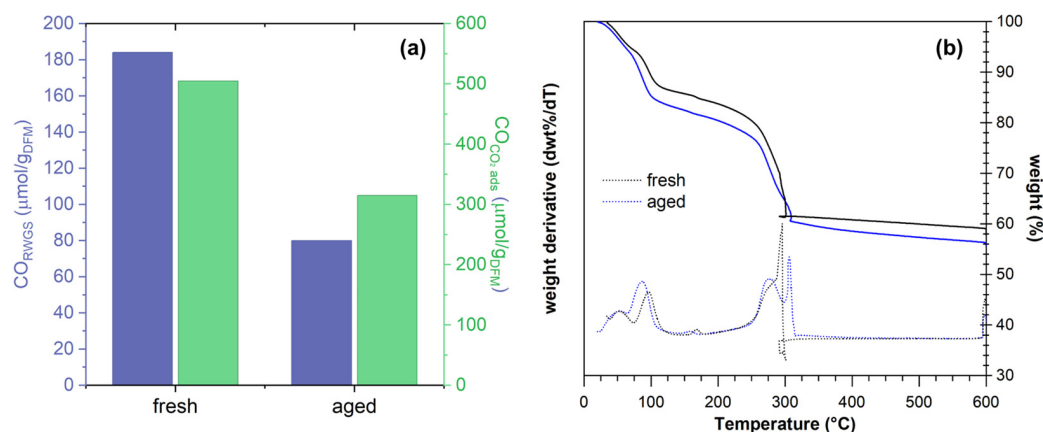 (a)
200
180
160
140
120
100
80
60
40
20
0
CO_RWGS (μmol/g_DFM)
600
500
400
300
200
100
0
CO_CO₂ ads (μmol/g_DFM)
fresh aged
(b)
weight derivative (dwt%/dT)
fresh
aged
100
90
80
70
60
50
40
30
weight (%)
0 100 200 300 400 500 600
Temperature (°C)